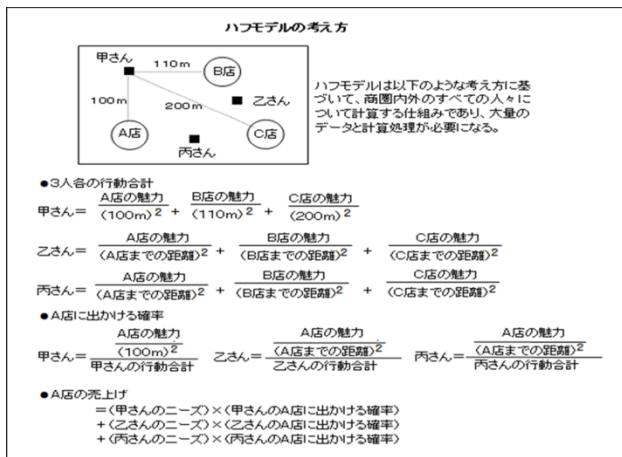 ハフモデルの考え方
甲さん
110m
B店
100m
200m
乙さん
A店
丙さん
C店
ハフモデルは以下のような考え方に基
づいて、商圏内外のすべての人々に
ついて計算する仕組みであり、大量の
データと計算処理が必要になる。
●3人各の行動合計
甲さん= A店の魅力/(100m)2 + B店の魅力/(110m)2 + C店の魅力/(200m)2
乙さん= A店の魅力/(A店までの距離)2 + B店の魅力/(B店までの距離)2 + C店の魅力/(C店までの距離)2
丙さん= A店の魅力/(A店までの距離)2 + B店の魅力/(B店までの距離)2 + C店の魅力/(C店までの距離)2
●A店に出かける確率
甲さん= A店の魅力/(100m)2/甲さんの行動合計 乙さん= A店の魅力/(A店までの距離)2/乙さんの行動合計 丙さん= A店の魅力/(A店までの距離)2/丙さんの行動合計
●A店の売上げ
=(甲さんのニーズ)×(甲さんのA店に出かける確率)
+(乙さんのニーズ)×(乙さんのA店に出かける確率)
+(丙さんのニーズ)×(丙さんのA店に出かける確率)